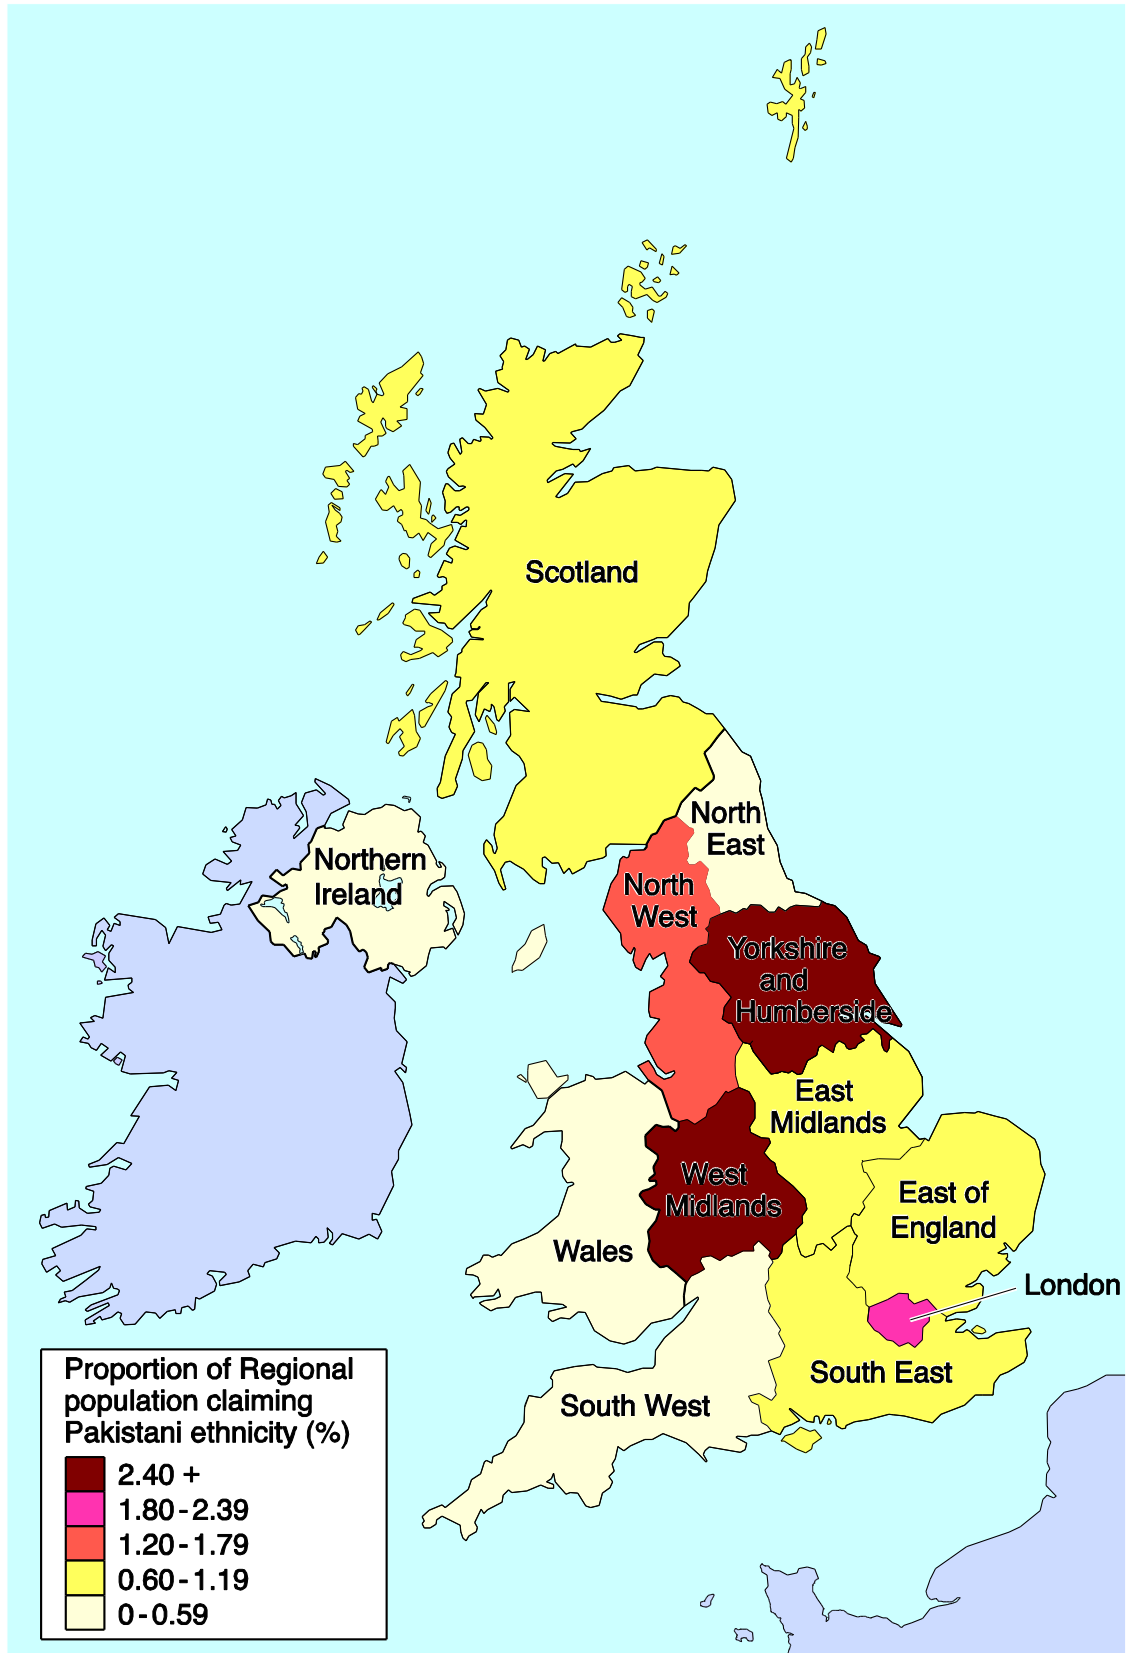 Scotland
North
East
Northern
Ireland
North
West
Yorkshire
and
Humberside
East
Midlands
West
Midlands
East of
England
Wales
London
South East
South West
Proportion of Regional
population claiming
Pakistani ethnicity (%)
2.40 +
1.80 - 2.39
1.20 - 1.79
0.60 - 1.19
0 - 0.59